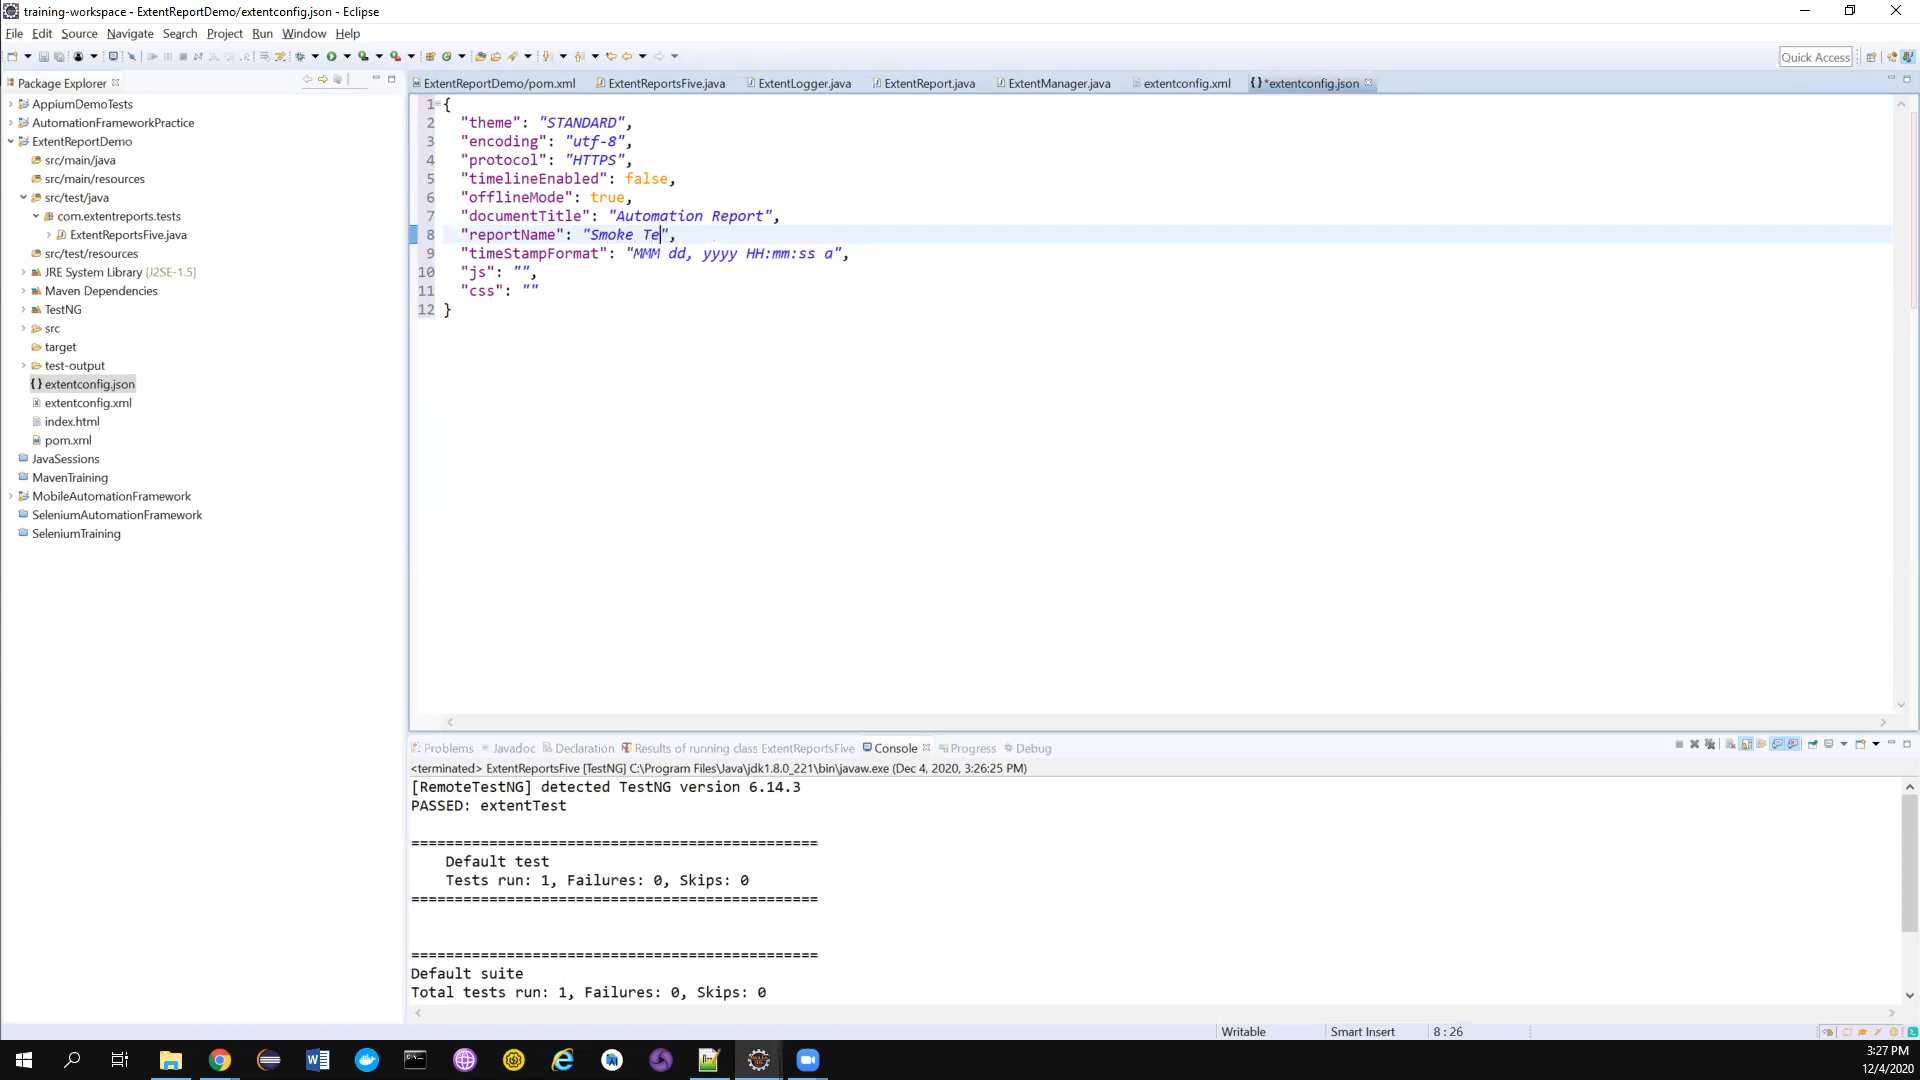 training-workspace - ExtentReportDemo/extentconfig.json - Eclipse
File Edit Source Navigate Search Project Run Window Help
Quick Access
Package Explorer
ExtentReportDemo/pom.xml ExtentReportsFive.java ExtentLogger.java ExtentReport.java ExtentManager.java extentconfig.xml {} *extentconfig.json
AppiumDemoTests
AutomationFrameworkPractice
ExtentReportDemo
src/main/java
src/main/resources
src/test/java
com.extentreports.tests
ExtentReportsFive.java
src/test/resources
JRE System Library [J2SE-1.5]
Maven Dependencies
TestNG
src
target
test-output
{} extentconfig.json
extentconfig.xml
index.html
pom.xml
JavaSessions
MavenTraining
MobileAutomationFramework
SeleniumAutomationFramework
SeleniumTraining
1 {
2 "theme": "STANDARD",
3 "encoding": "utf-8",
4 "protocol": "HTTPS",
5 "timelineEnabled": false,
6 "offlineMode": true,
7 "documentTitle": "Automation Report",
8 "reportName": "Smoke Te",
9 "timeStampFormat": "MMM dd, yyyy HH:mm:ss a",
10 "js": "",
11 "css": ""
12 }
Problems Javadoc Declaration Results of running class ExtentReportsFive Console Progress Debug
<terminated> ExtentReportsFive [TestNG] C:\Program Files\Java\jdk1.8.0_221\bin\javaw.exe (Dec 4, 2020, 3:26:25 PM)
[RemoteTestNG] detected TestNG version 6.14.3
PASSED: extentTest
===============================================
Default test
Tests run: 1, Failures: 0, Skips: 0
===============================================
===============================================
Default suite
Total tests run: 1, Failures: 0, Skips: 0
Writable Smart Insert 8 : 26
3:27 PM
12/4/2020